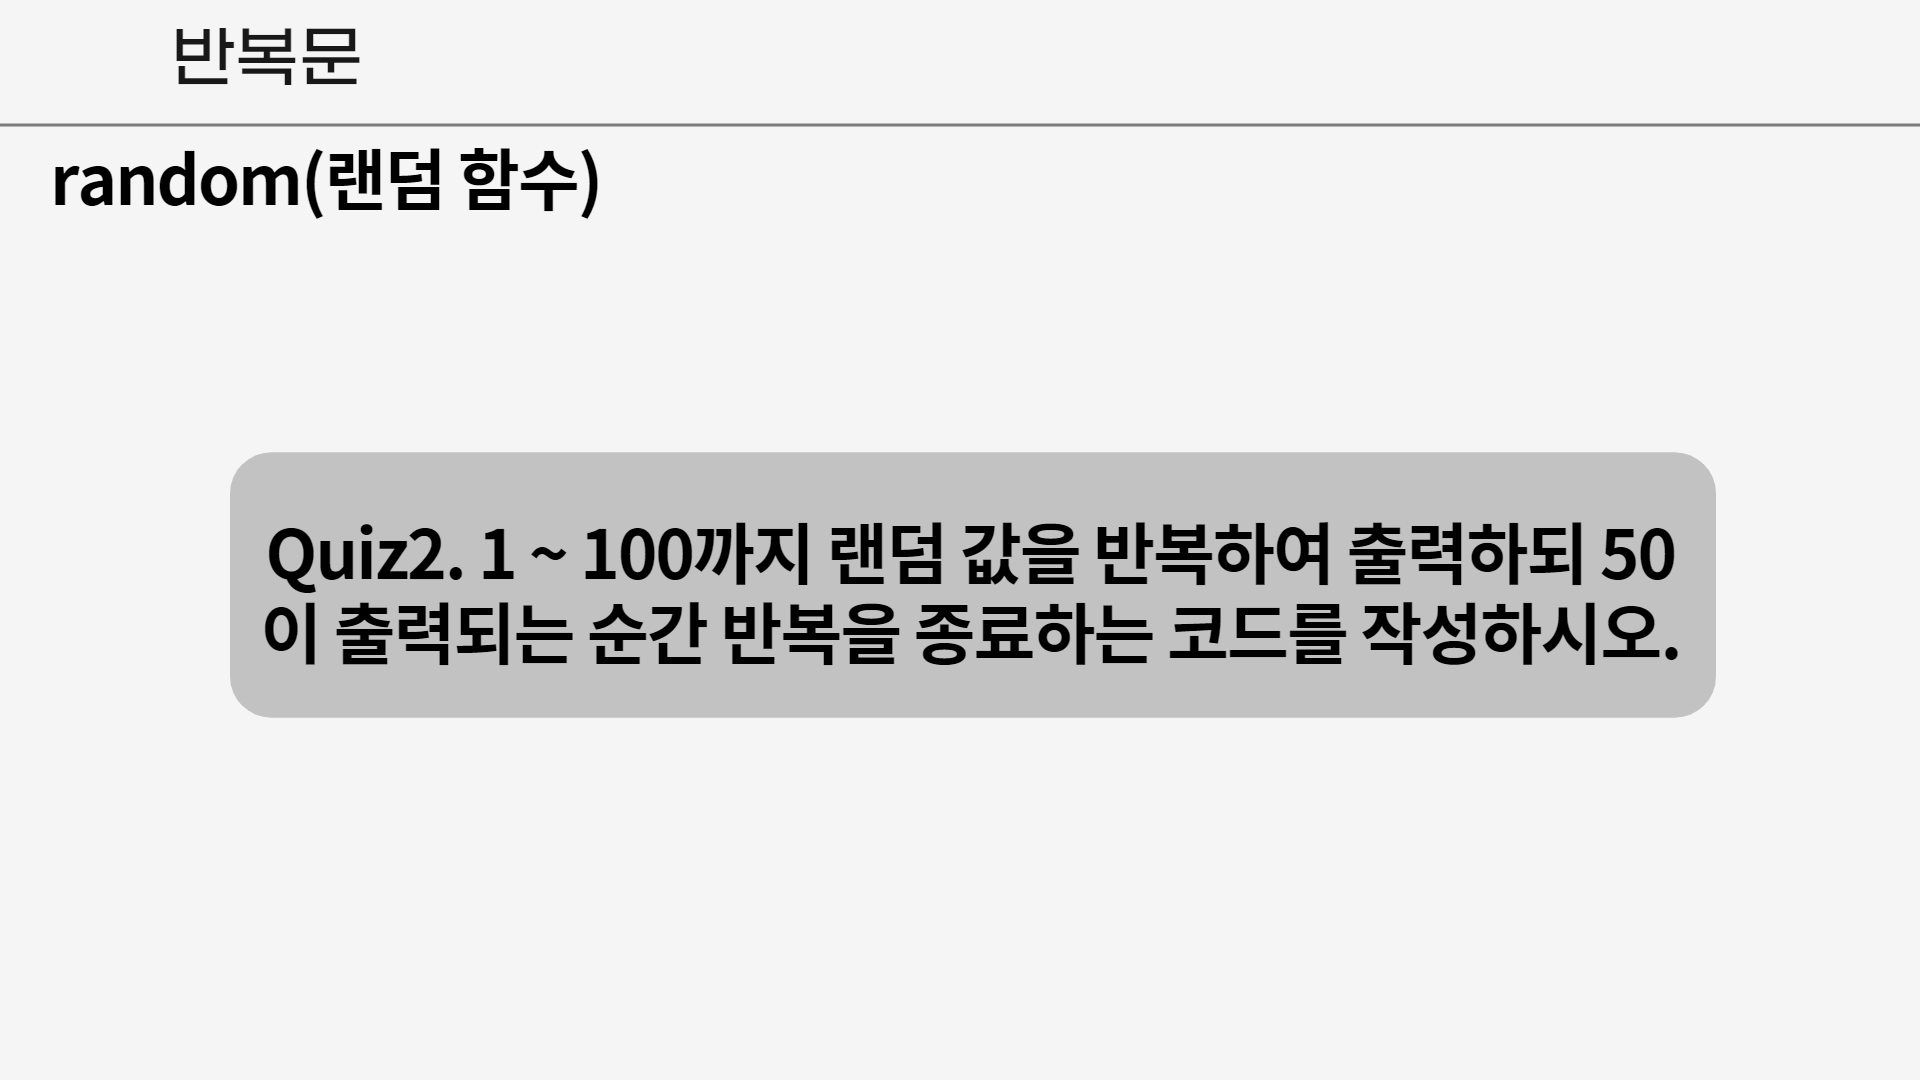 반복문
random(랜덤 함수)
Quiz2. 1 ~ 100까지 랜덤 값을 반복하여 출력하되 50
이 출력되는 순간 반복을 종료하는 코드를 작성하시오.